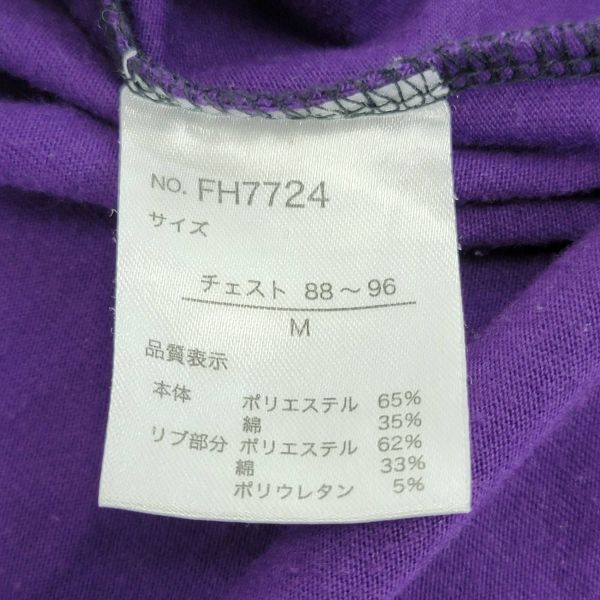 NO. FH7724
サイズ
チェスト 88～96
M
品質表示
本体 ポリエステル 65%
綿 35%
リブ部分 ポリエステル 62%
綿 33%
ポリウレタン 5%